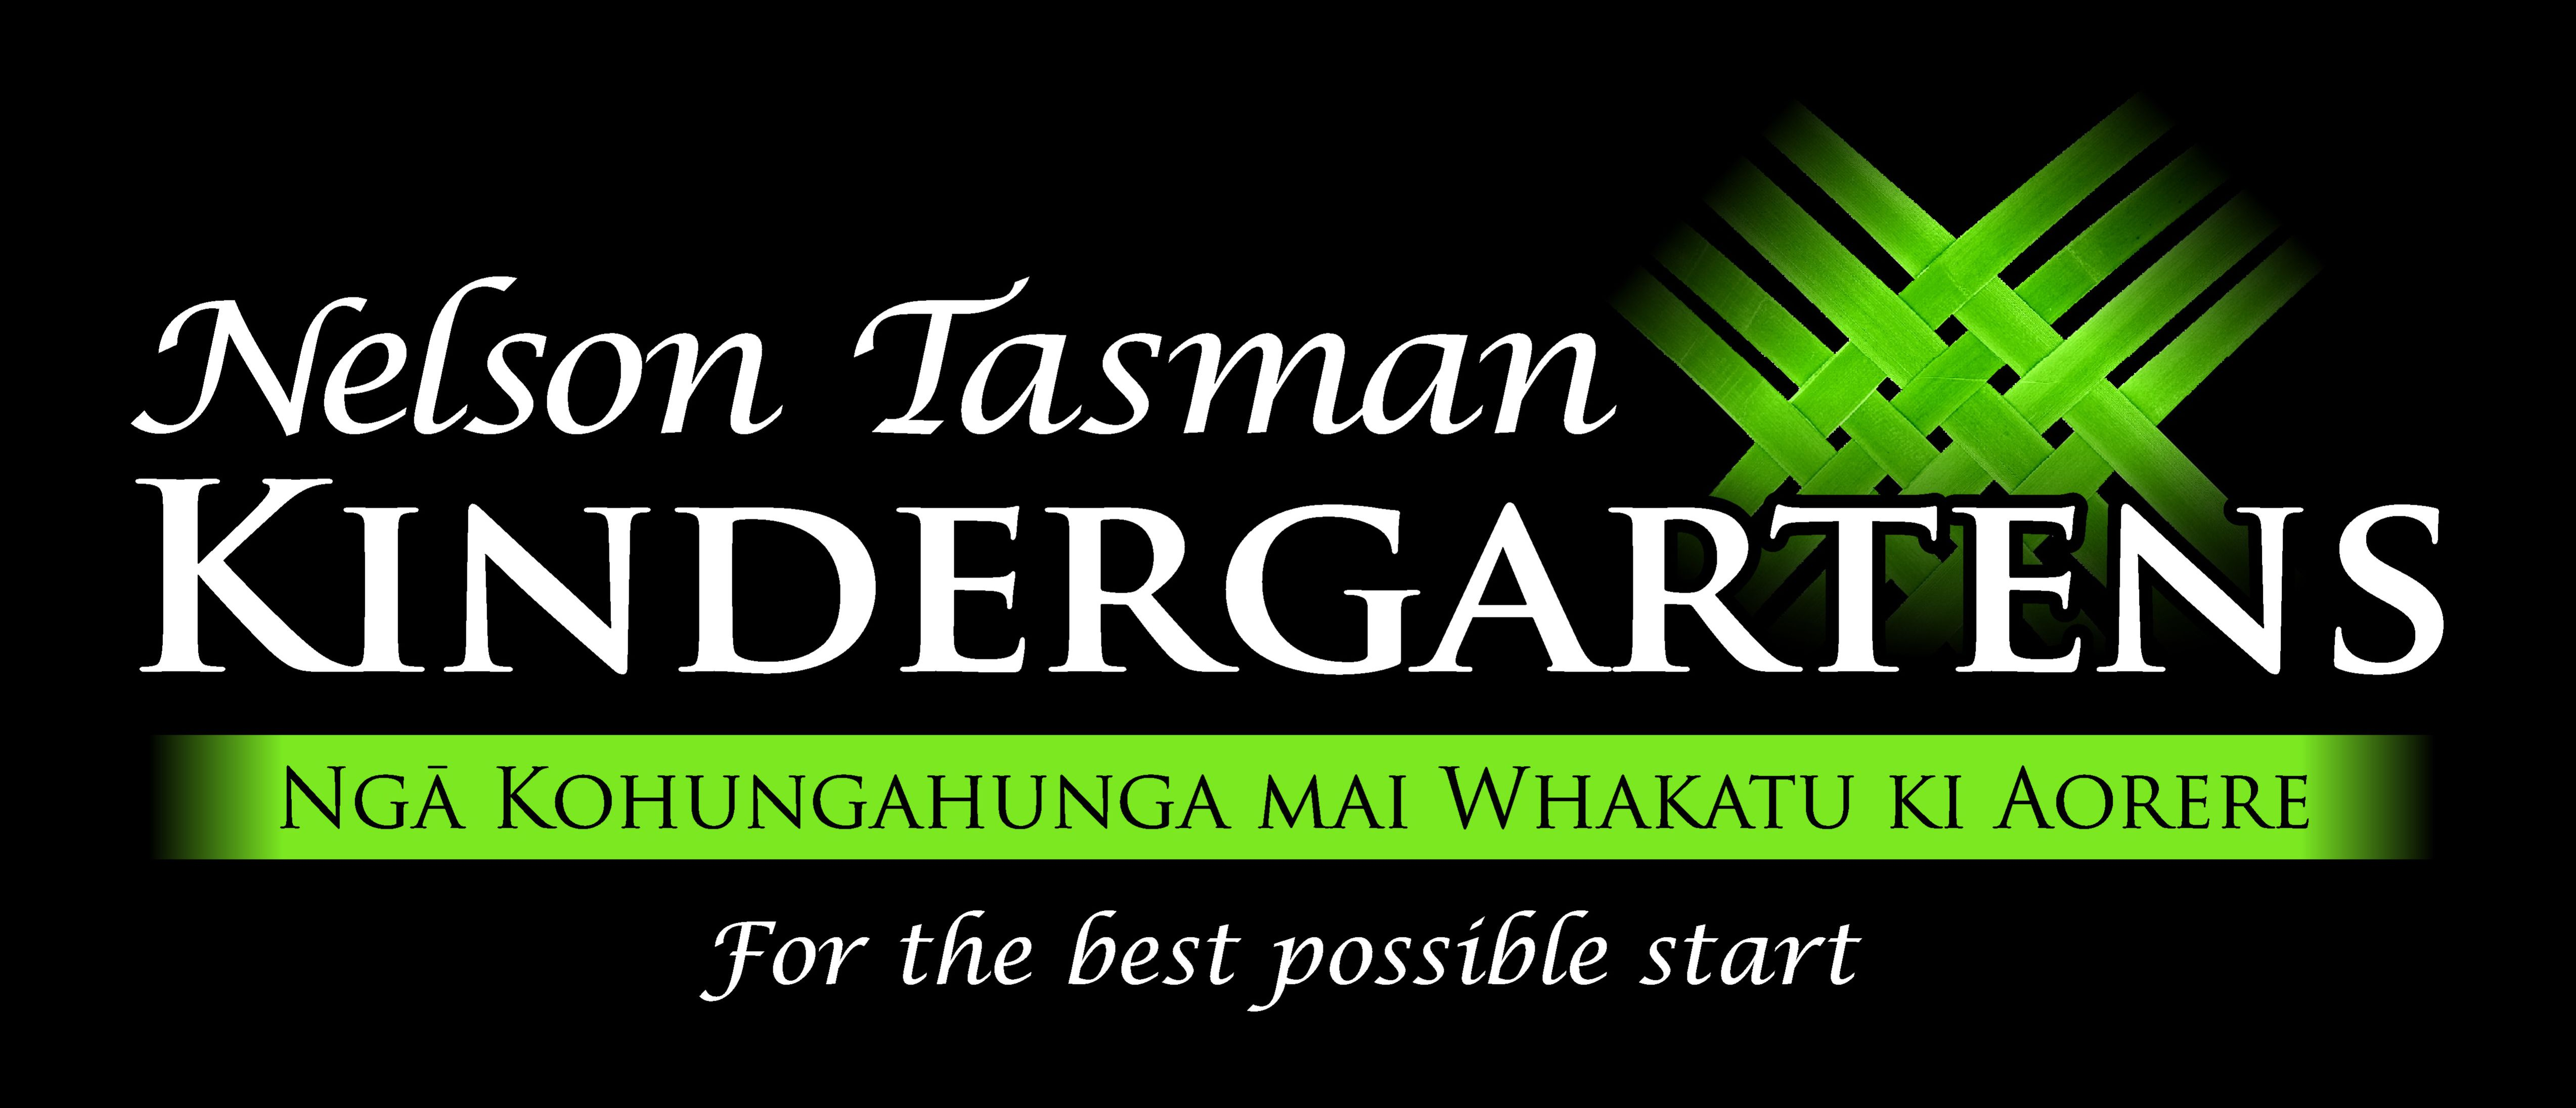 Nelson Tasman
KINDERGARTENS
NGĀ KOHUNGAHUNGA MAI WHAKATU KI AORERE
For the best possible start